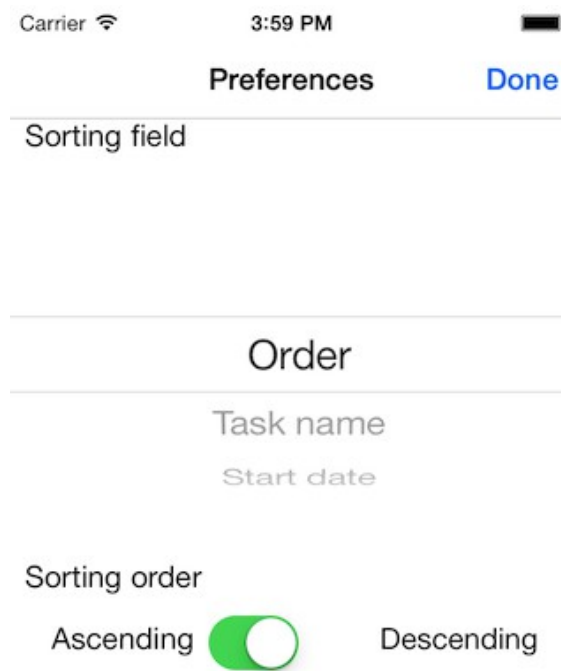 Carrier 3:59 PM
Preferences Done
Sorting field
Order
Task name
Start date
Sorting order
Ascending Descending